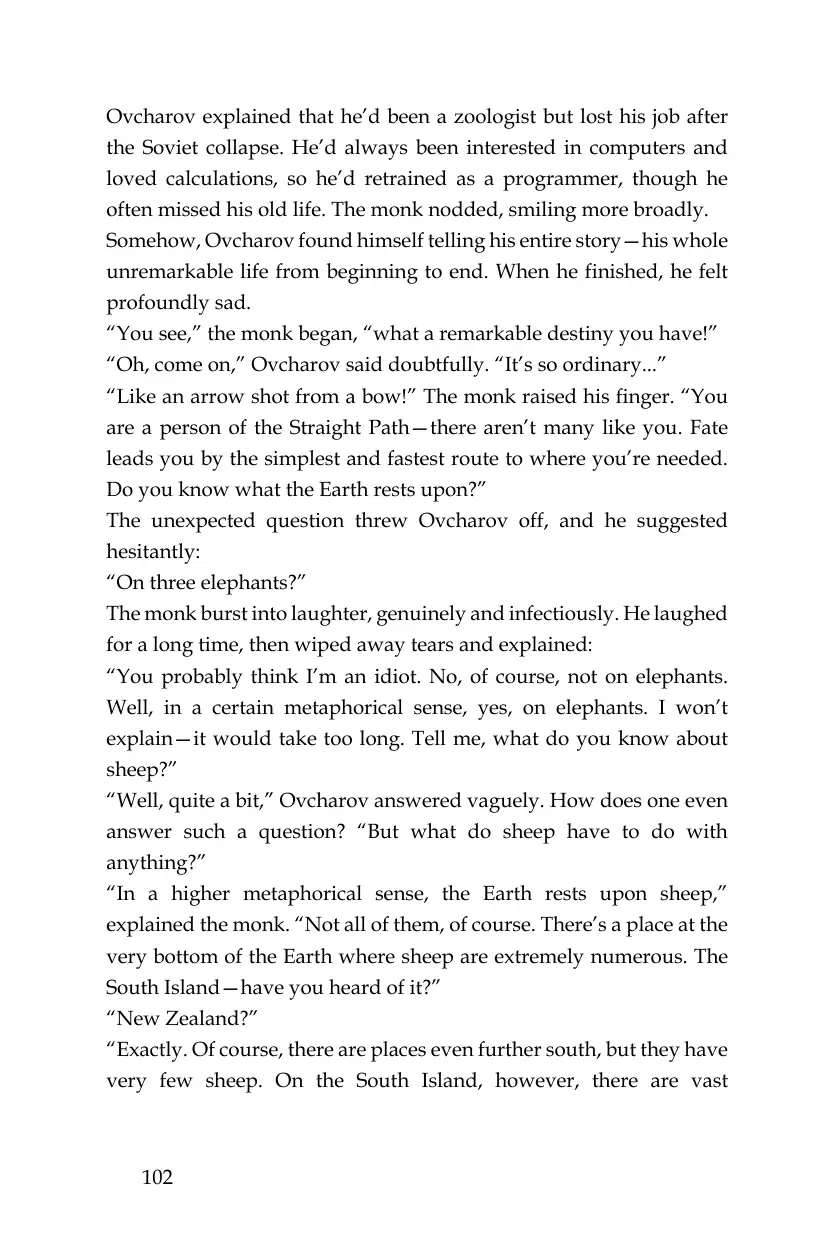 Ovcharov explained that he’d been a zoologist but lost his job after
the Soviet collapse. He’d always been interested in computers and
loved calculations, so he’d retrained as a programmer, though he
often missed his old life. The monk nodded, smiling more broadly.
Somehow, Ovcharov found himself telling his entire story—his whole
unremarkable life from beginning to end. When he finished, he felt
profoundly sad.
“You see,” the monk began, “what a remarkable destiny you have!”
“Oh, come on,” Ovcharov said doubtfully. “It’s so ordinary...”
“Like an arrow shot from a bow!” The monk raised his finger. “You
are a person of the Straight Path—there aren’t many like you. Fate
leads you by the simplest and fastest route to where you’re needed.
Do you know what the Earth rests upon?”
The unexpected question threw Ovcharov off, and he suggested
hesitantly:
“On three elephants?”
The monk burst into laughter, genuinely and infectiously. He laughed
for a long time, then wiped away tears and explained:
“You probably think I’m an idiot. No, of course, not on elephants.
Well, in a certain metaphorical sense, yes, on elephants. I won’t
explain—it would take too long. Tell me, what do you know about
sheep?”
“Well, quite a bit,” Ovcharov answered vaguely. How does one even
answer such a question? “But what do sheep have to do with
anything?”
“In a higher metaphorical sense, the Earth rests upon sheep,”
explained the monk. “Not all of them, of course. There’s a place at the
very bottom of the Earth where sheep are extremely numerous. The
South Island—have you heard of it?”
“New Zealand?”
“Exactly. Of course, there are places even further south, but they have
very few sheep. On the South Island, however, there are vast
102